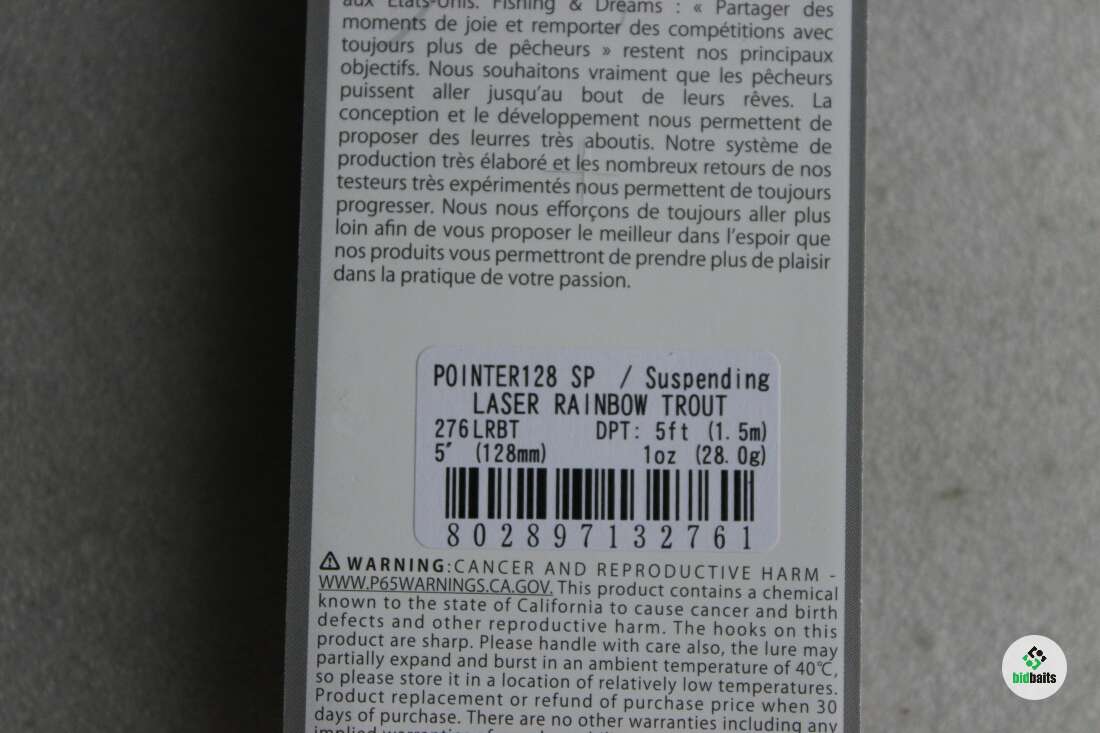 aux États-Unis. Fishing & Dreams : « Partager des
moments de joie et remporter des compétitions avec
toujours plus de pêcheurs » restent nos principaux
objectifs. Nous souhaitons vraiment que les pêcheurs
puissent aller jusqu'au bout de leurs rêves. La
conception et le développement nous permettent de
proposer des leurres très aboutis. Notre système de
production très élaboré et les nombreux retours de nos
testeurs très expérimentés nous permettent de toujours
progresser. Nous nous efforçons de toujours aller plus
loin afin de vous proposer le meilleur dans l'espoir que
nos produits vous permettront de prendre plus de plaisir
dans la pratique de votre passion.
POINTER128 SP / Suspending
LASER RAINBOW TROUT
276LRBT DPT: 5ft (1.5m)
5" (128mm) 1oz (28.0g)
802897132761
⚠ WARNING:CANCER AND REPRODUCTIVE HARM -
WWW.P65WARNINGS.CA.GOV. This product contains a chemical
known to the state of California to cause cancer and birth
defects and other reproductive harm. The hooks on this
product are sharp. Please handle with care also, the lure may
partially expand and burst in an ambient temperature of 40℃,
so please store it in a location of relatively low temperatures.
Product replacement or refund of purchase price when 30
days of purchase. There are no other warranties including any
bidbaits